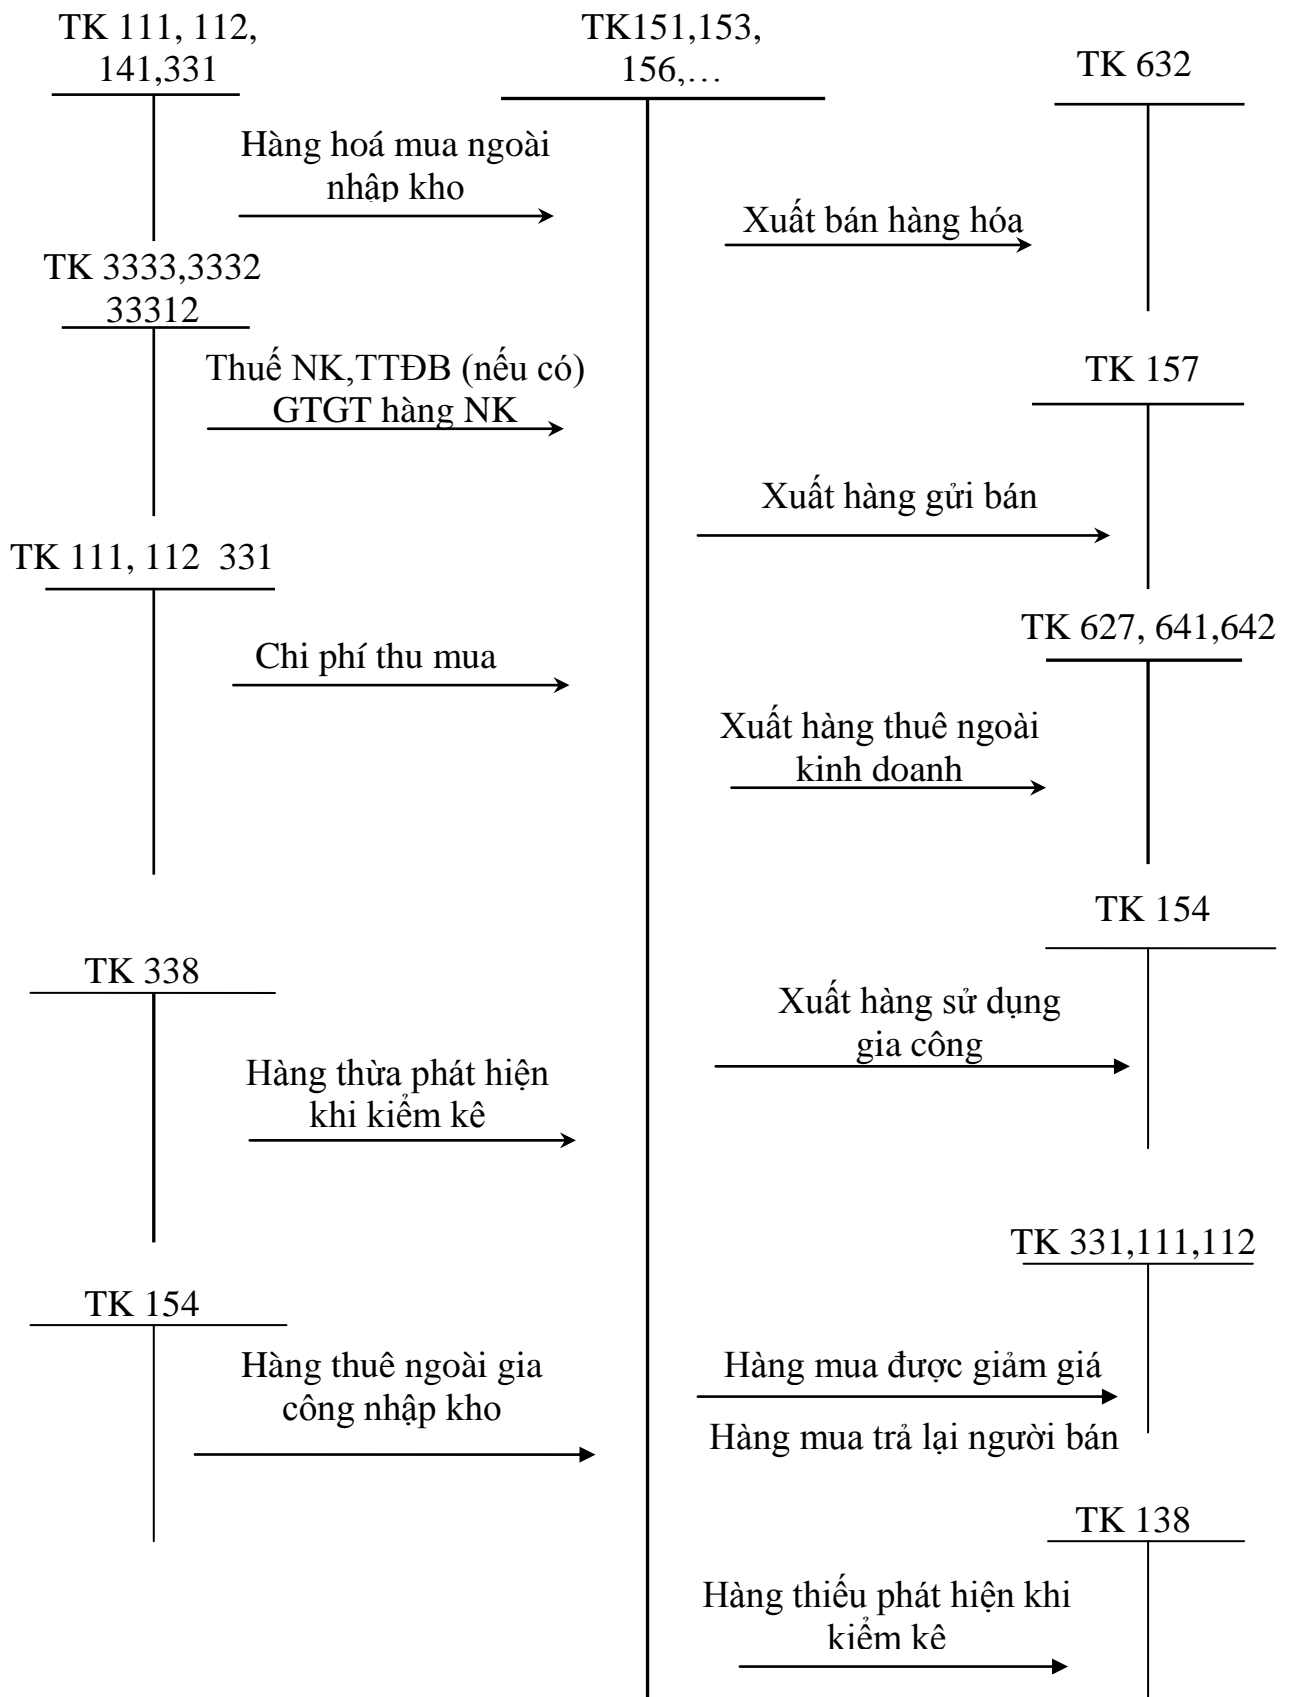 TK 111, 112,
141,331
TK151,153,
156,…
TK 632
Hàng hoá mua ngoài
nhập kho
Xuất bán hàng hóa
TK 3333,3332
33312
Thuế NK,TTĐB (nếu có)
GTGT hàng NK
TK 157
Xuất hàng gửi bán
TK 111, 112 331
Chi phí thu mua
TK 627, 641,642
Xuất hàng thuê ngoài
kinh doanh
TK 154
TK 338
Xuất hàng sử dụng
gia công
Hàng thừa phát hiện
khi kiểm kê
TK 331,111,112
TK 154
Hàng thuê ngoài gia
công nhập kho
Hàng mua được giảm giá
Hàng mua trả lại người bán
TK 138
Hàng thiếu phát hiện khi
kiểm kê